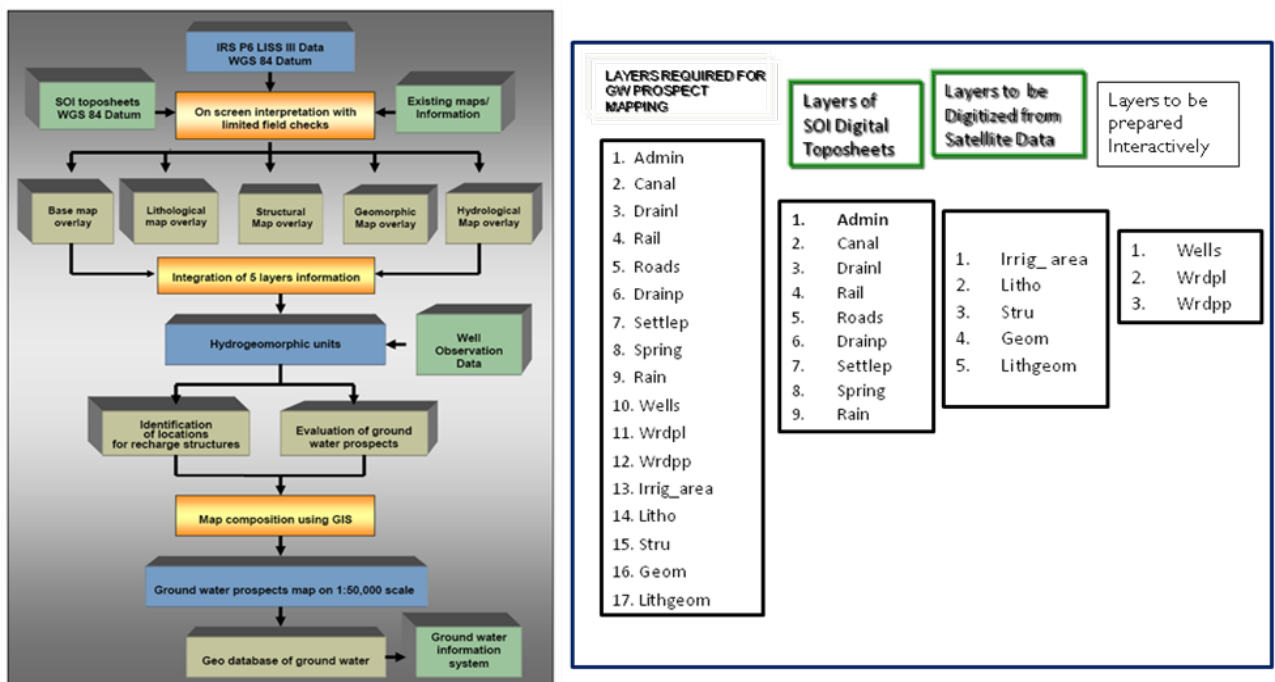 IRS P6 LISS III Data
WGS 84 Datum
SOI toposheets
WGS 84 Datum
On screen interpretation with
limited field checks
Existing maps/
Information
Base map
overlay
Lithological
map overlay
Structural
Map overlay
Geomorphic
Map overlay
Hydrological
Map overlay
Integration of 5 layers information
Hydrogeomorphic units
Well
Observation
Data
Identification
of locations
for recharge structures
Evaluation of ground
water prospects
Map composition using GIS
Ground water prospects map on 1:50,000 scale
Geo database of ground water
Ground water
information
system
LAYERS REQUIRED FOR
GW PROSPECT
MAPPING
1. Admin
2. Canal
3. Drainl
4. Rail
5. Roads
6. Drainp
7. Settlep
8. Spring
9. Rain
10. Wells
11. Wrdpl
12. Wrdpp
13. Irrig_area
14. Litho
15. Stru
16. Geom
17. Lithgeom
Layers of
SOI Digital
Toposheets
1. Admin
2. Canal
3. Drainl
4. Rail
5. Roads
6. Drainp
7. Settlep
8. Spring
9. Rain
Layers to be
Digitized from
Satellite Data
1. Irrig_ area
2. Litho
3. Stru
4. Geom
5. Lithgeom
Layers to be
prepared
Interactively
1. Wells
2. Wrdpl
3. Wrdpp